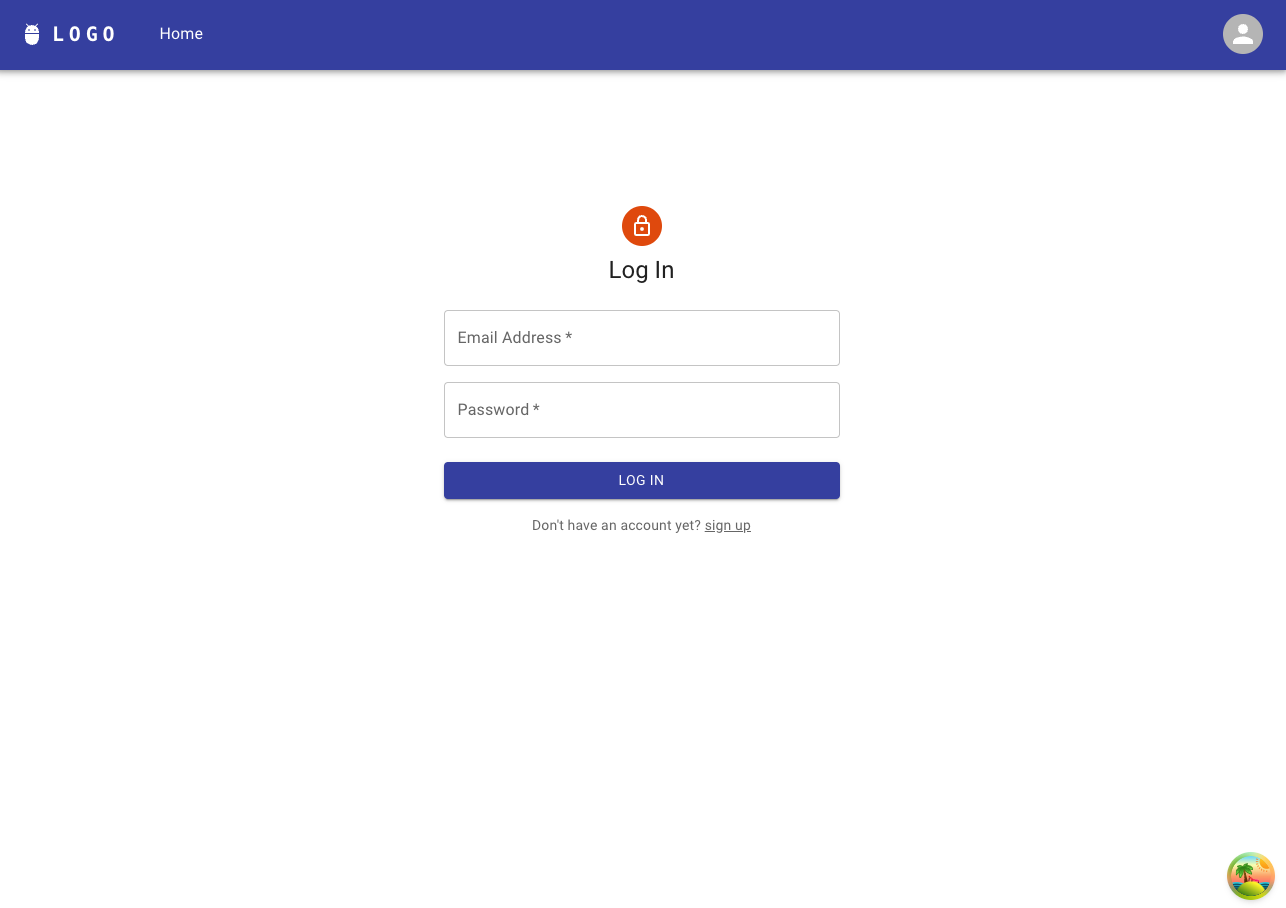 LOGO
Home
Log In
Email Address *
Password *
LOG IN
Don't have an account yet? sign up